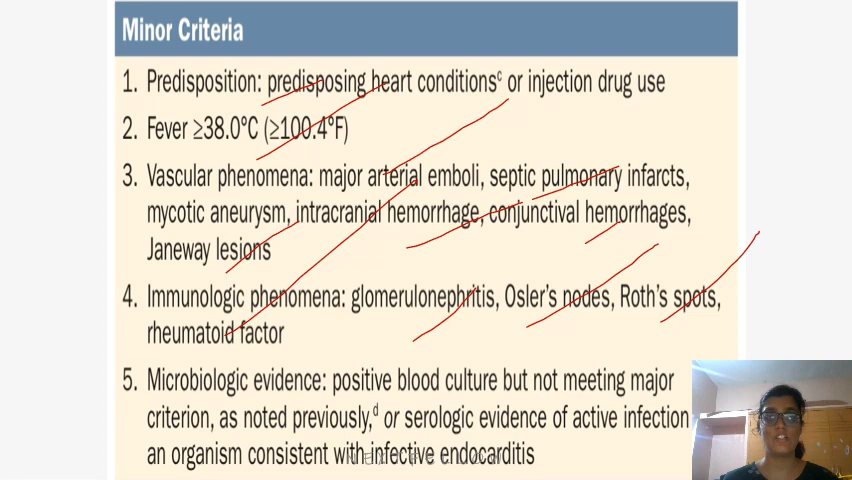 Minor Criteria
1. Predisposition: predisposing heart conditionsᶜ or injection drug use
2. Fever ≥38.0°C (≥100.4°F)
3. Vascular phenomena: major arterial emboli, septic pulmonary infarcts,
mycotic aneurysm, intracranial hemorrhage, conjunctival hemorrhages,
Janeway lesions
4. Immunologic phenomena: glomerulonephritis, Osler's nodes, Roth's spots,
rheumatoid factor
5. Microbiologic evidence: positive blood culture but not meeting major
criterion, as noted previously,ᵈ or serologic evidence of active infection
an organism consistent with infective endocarditis